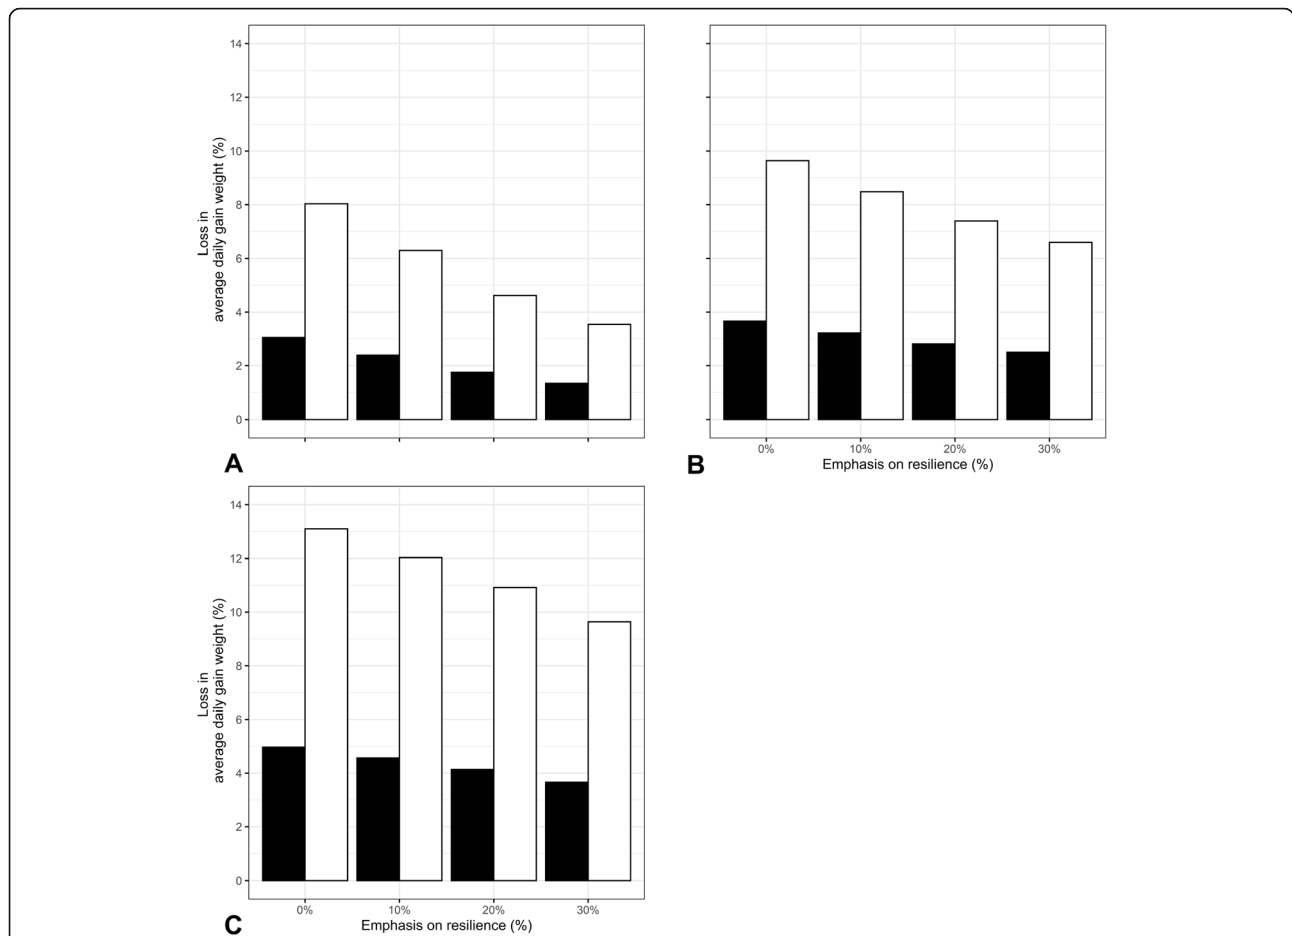 14
12
10
8
6
4
2
0
Loss in
average daily gain weight (%)
A
0% 10% 20% 30%
Emphasis on resilience (%)
B
14
12
10
8
6
4
2
0
Loss in
average daily gain weight (%)
0% 10% 20% 30%
Emphasis on resilience (%)
C